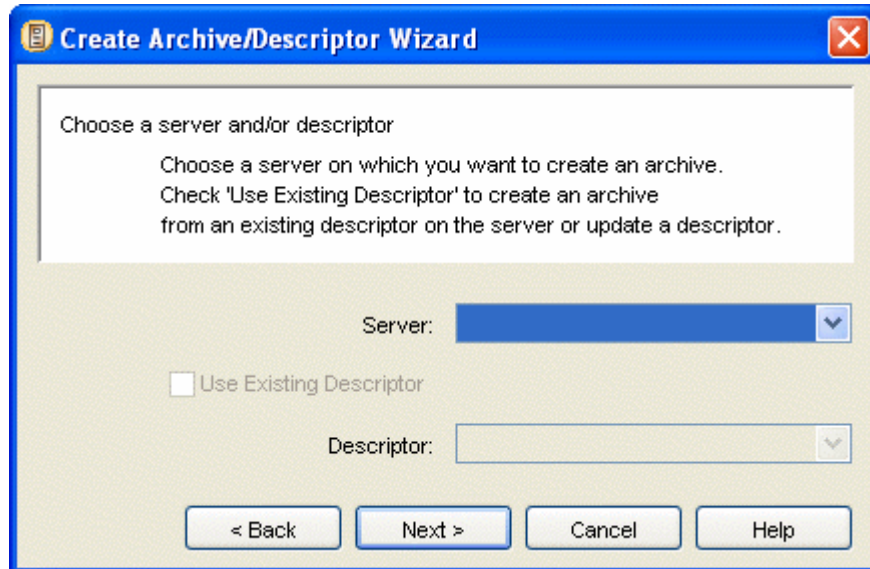 Create Archive/Descriptor Wizard
Choose a server and/or descriptor
Choose a server on which you want to create an archive.
Check 'Use Existing Descriptor' to create an archive
from an existing descriptor on the server or update a descriptor.
Server:
Use Existing Descriptor
Descriptor:
< Back Next > Cancel Help